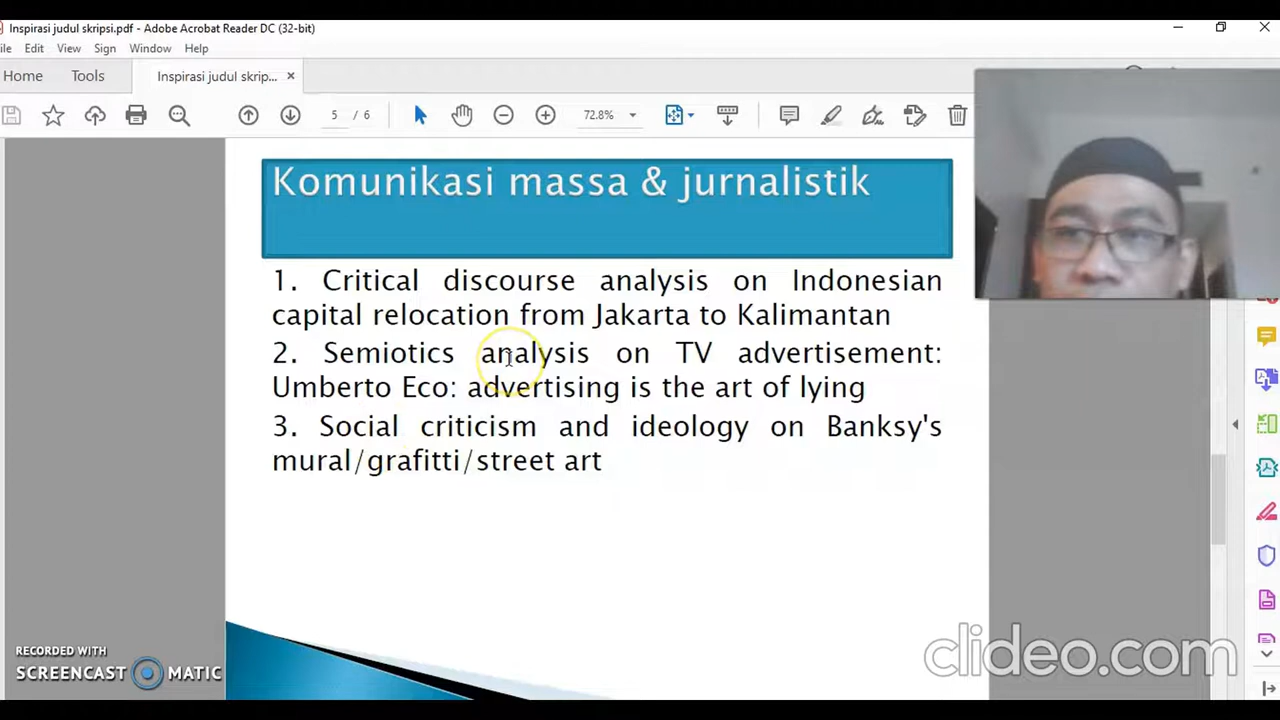 Inspirasi judul skripsi.pdf - Adobe Acrobat Reader DC (32-bit)
Edit View Sign Window Help
Home Tools Inspirasi judul skrip... ×
5 / 6 72.8%
Komunikasi massa & jurnalistik
1. Critical discourse analysis on Indonesian
capital relocation from Jakarta to Kalimantan
2. Semiotics analysis on TV advertisement:
Umberto Eco: advertising is the art of lying
3. Social criticism and ideology on Banksy's
mural/grafitti/street art
RECORDED WITH
SCREENCAST MATIC
clideo.com